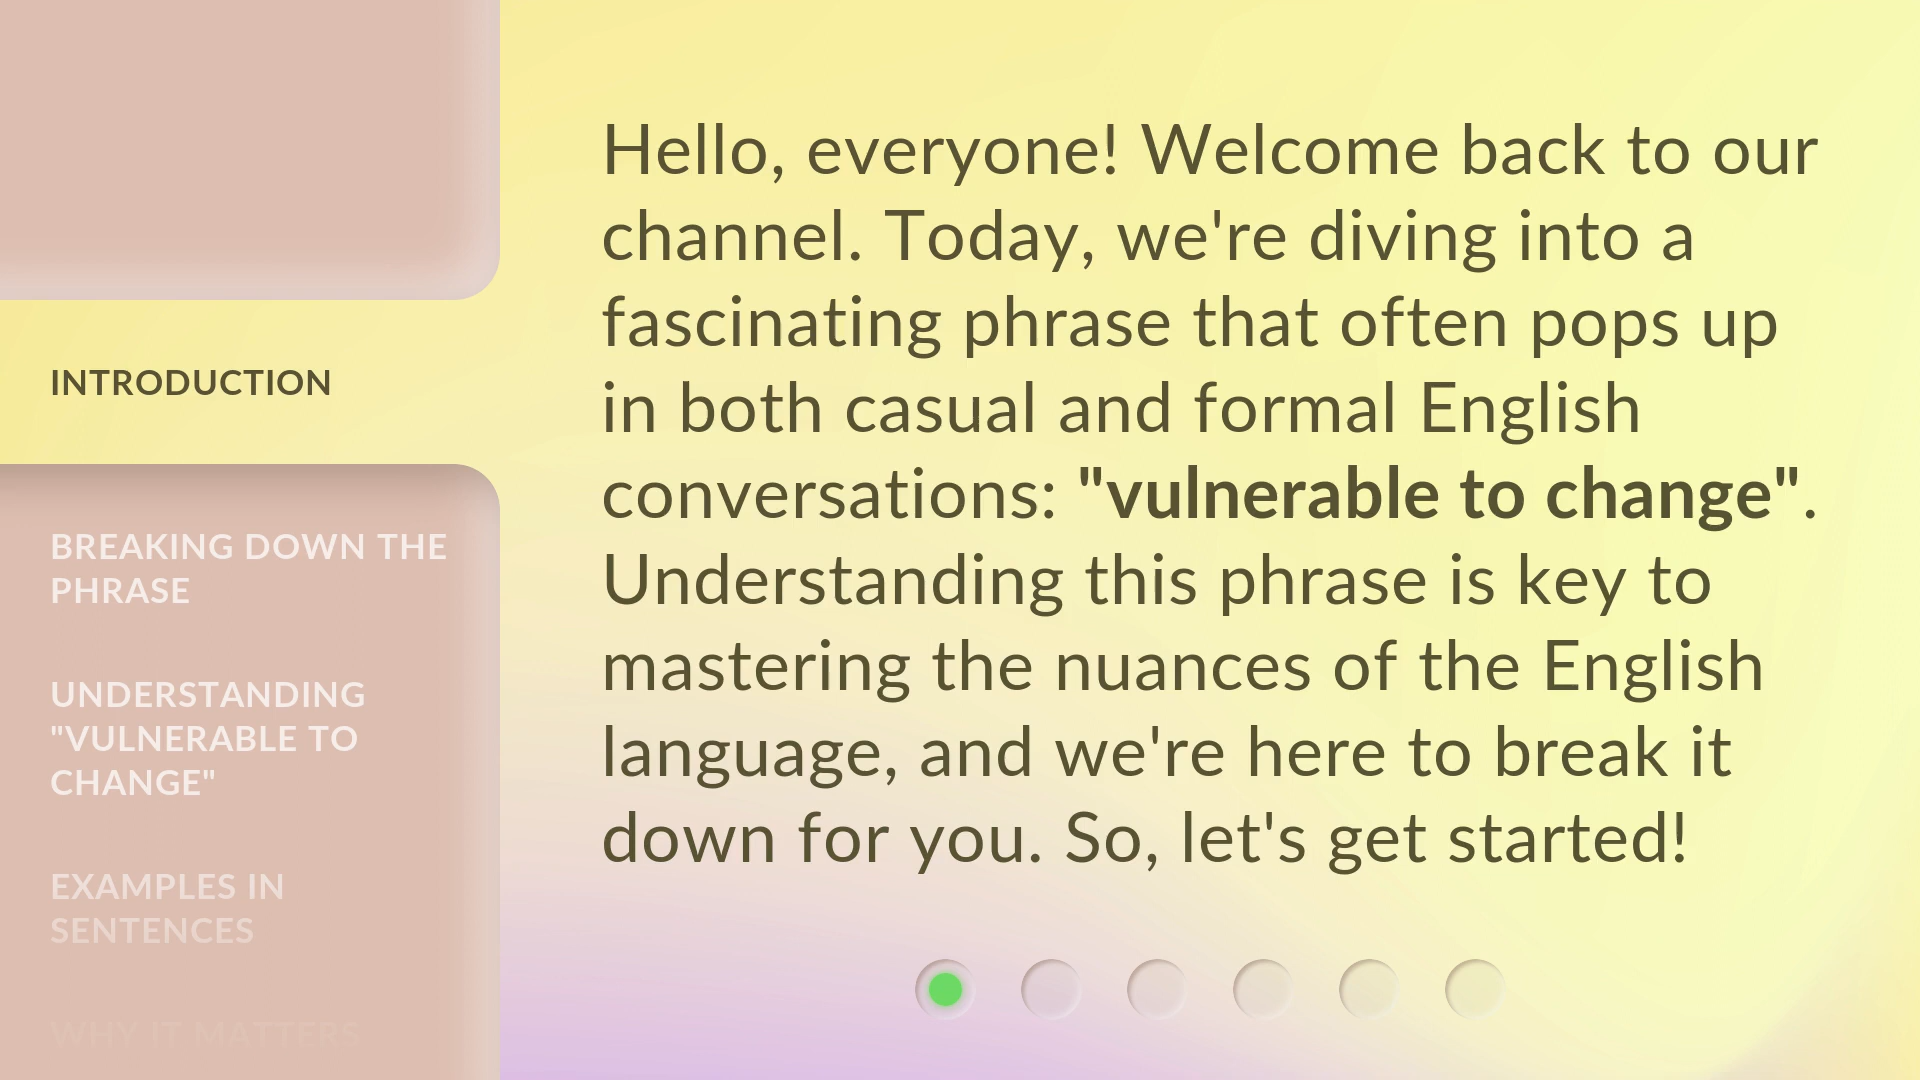 INTRODUCTION
BREAKING DOWN THE
PHRASE
UNDERSTANDING
"VULNERABLE TO
CHANGE"
EXAMPLES IN
SENTENCES
WHY IT MATTERS
Hello, everyone! Welcome back to our
channel. Today, we're diving into a
fascinating phrase that often pops up
in both casual and formal English
conversations: "vulnerable to change".
Understanding this phrase is key to
mastering the nuances of the English
language, and we're here to break it
down for you. So, let's get started!